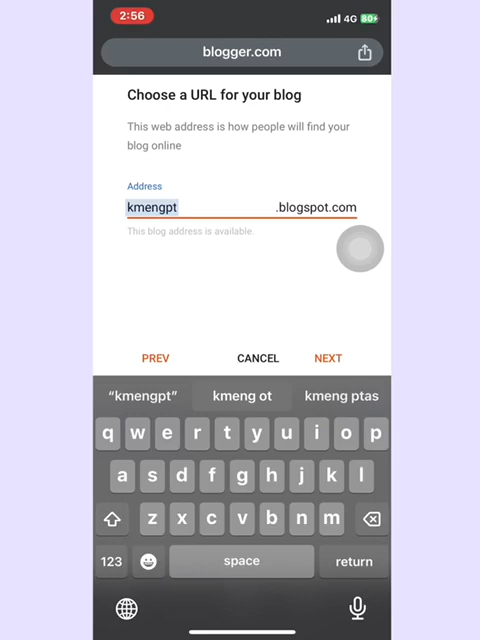 2:56
4G 80+
blogger.com
Choose a URL for your blog
This web address is how people will find your
blog online
Address
kmengpt .blogspot.com
This blog address is available.
PREV CANCEL NEXT
“kmengpt” kmeng ot kmeng ptas
q w e r t y u i o p
a s d f g h j k l
z x c v b n m
123 space return